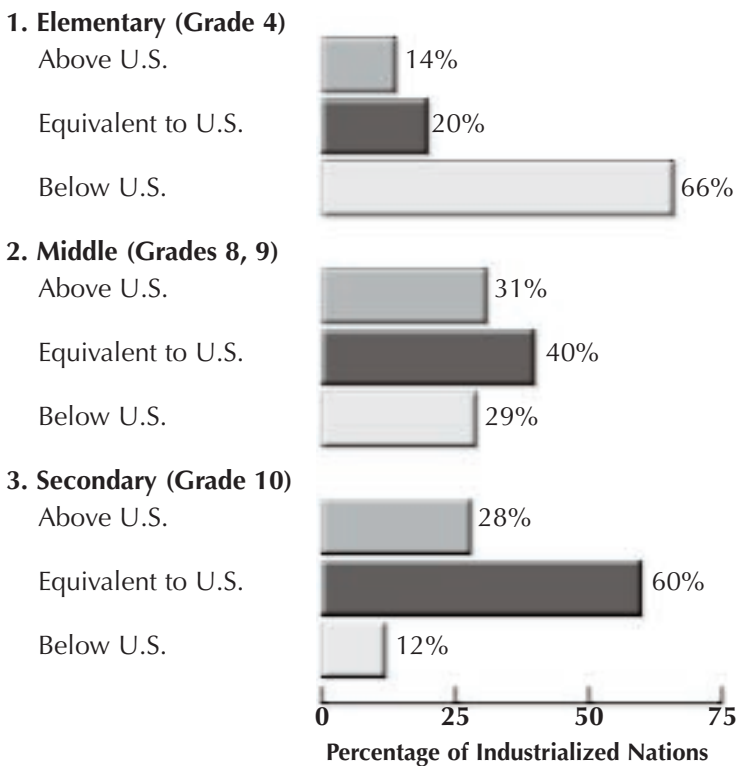 1. Elementary (Grade 4)
Above U.S. 14%
Equivalent to U.S. 20%
Below U.S. 66%
2. Middle (Grades 8, 9)
Above U.S. 31%
Equivalent to U.S. 40%
Below U.S. 29%
3. Secondary (Grade 10)
Above U.S. 28%
Equivalent to U.S. 60%
Below U.S. 12%
0 25 50 75
Percentage of Industrialized Nations